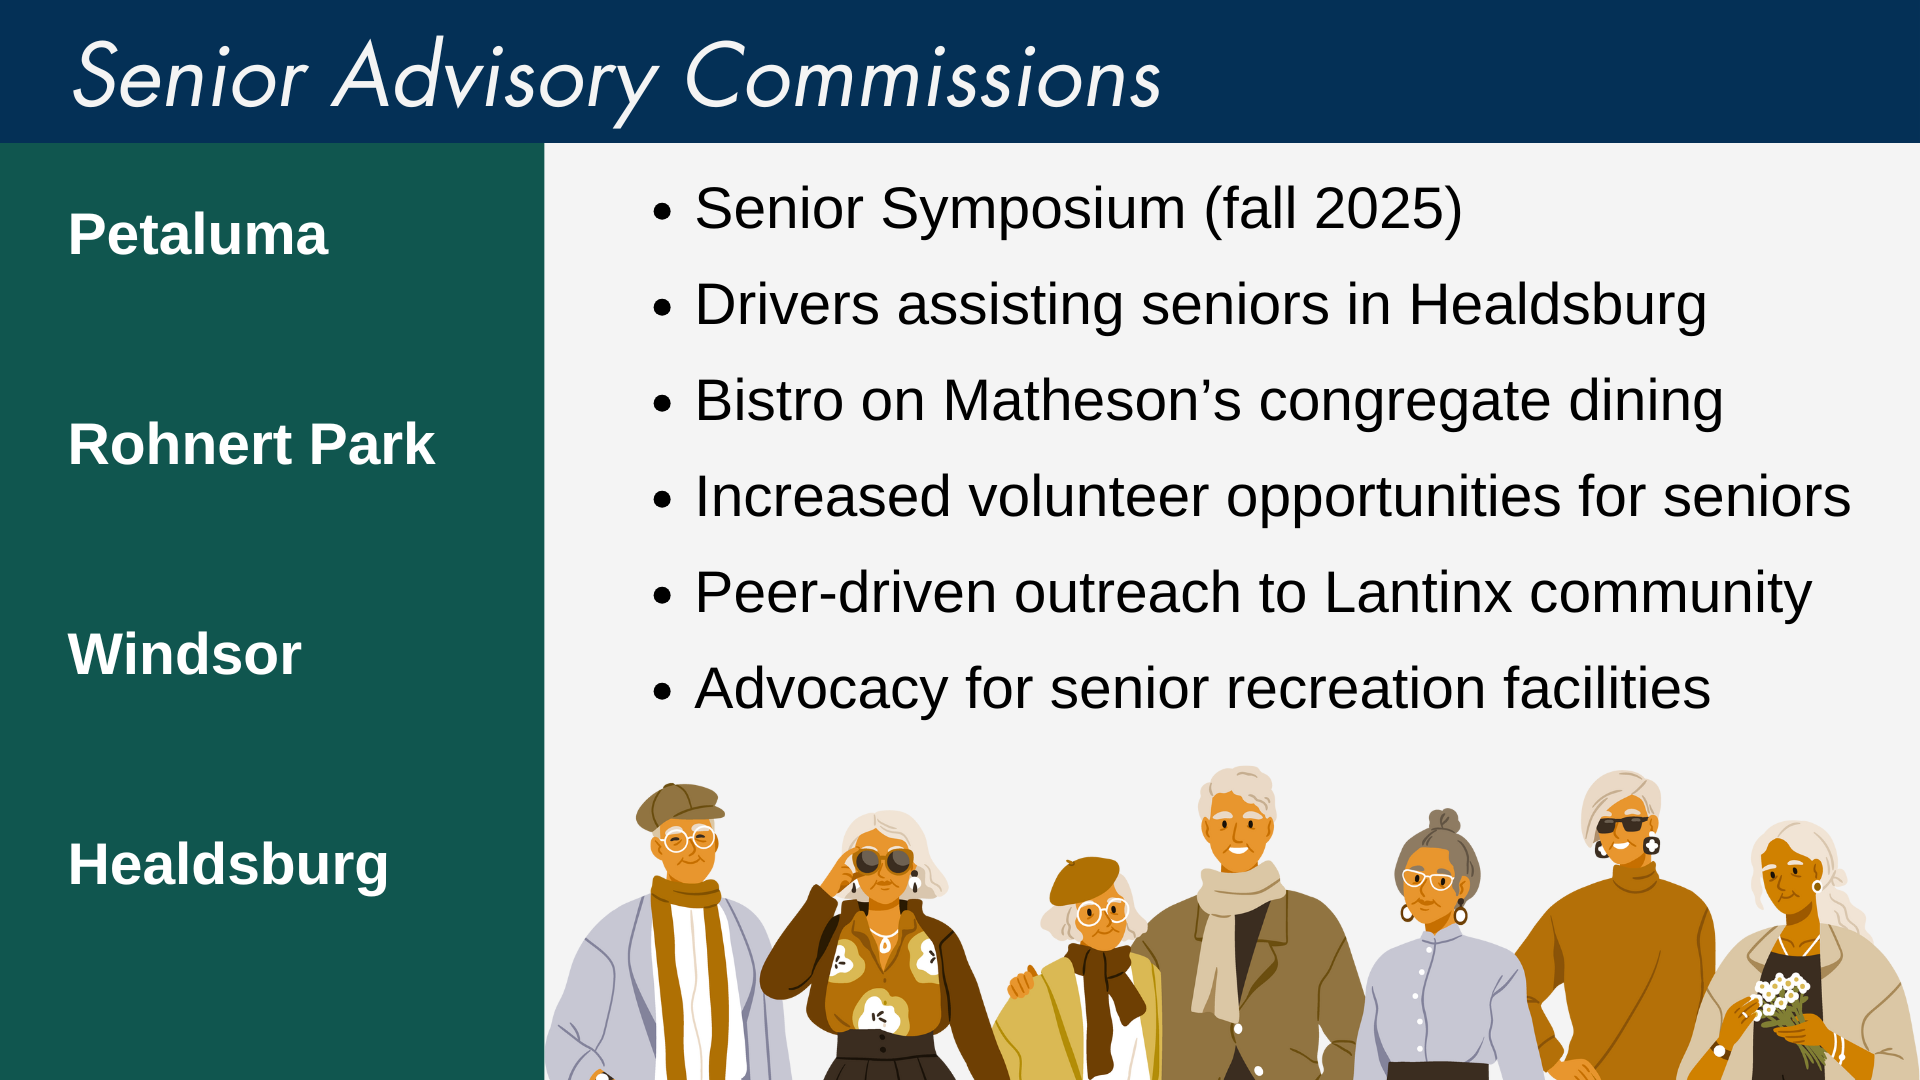 Senior Advisory Commissions
Petaluma
Rohnert Park
Windsor
Healdsburg
• Senior Symposium (fall 2025)
• Drivers assisting seniors in Healdsburg
• Bistro on Matheson’s congregate dining
• Increased volunteer opportunities for seniors
• Peer-driven outreach to Lantinx community
• Advocacy for senior recreation facilities